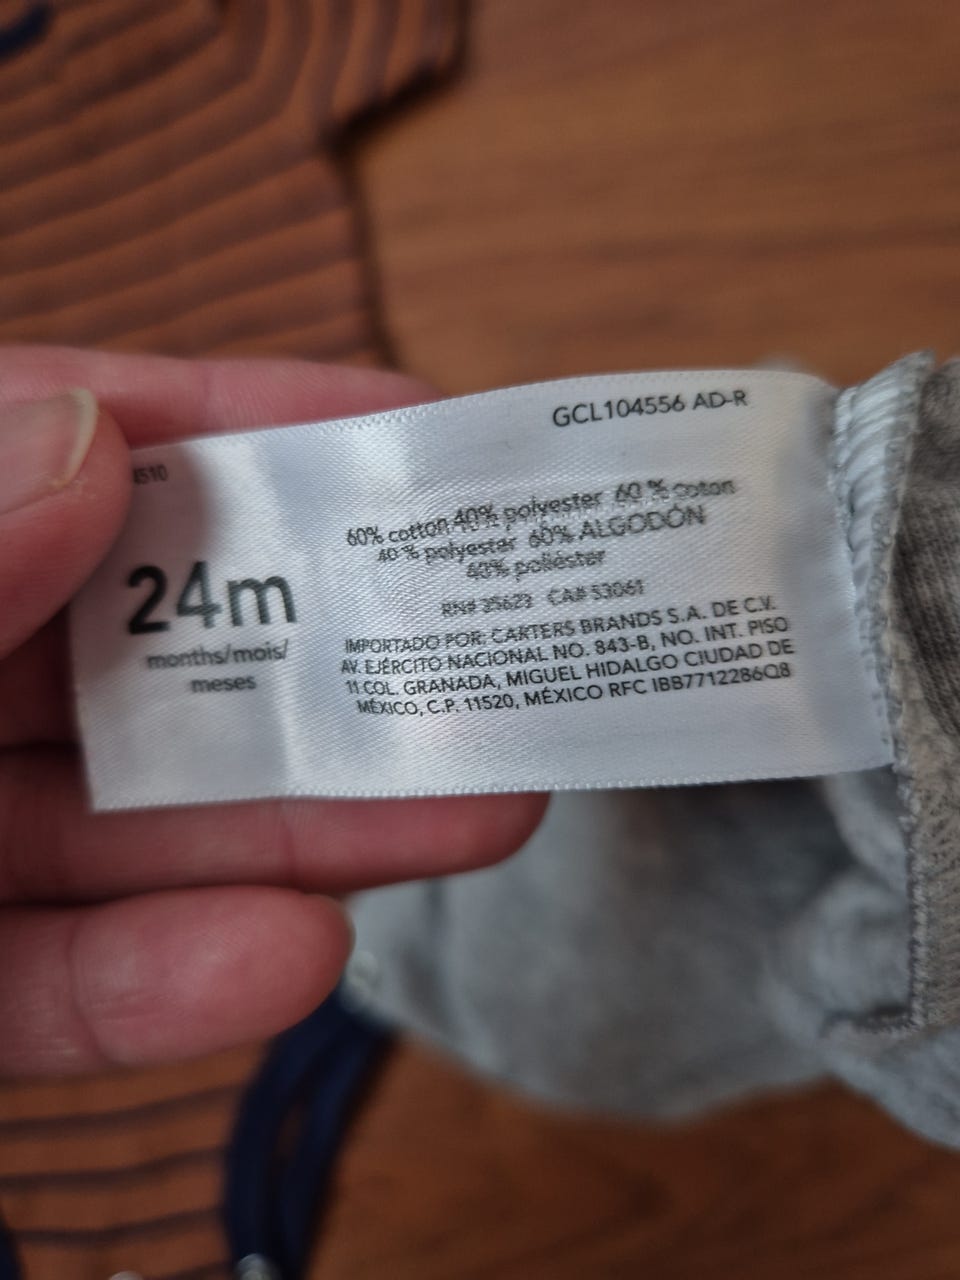 GCL104556 AD-R
24m
months/mois/
meses
60% cotton 40% polyester 60 % coton
40 % polyester 60% ALGODÓN
40% poliéster
RN# 35623 CA# 53061
IMPORTADO POR: CARTERS BRANDS S.A. DE C.V.
AV. EJÉRCITO NACIONAL NO. 843-B, NO. INT. PISO
11 COL. GRANADA, MIGUEL HIDALGO CIUDAD DE
MÉXICO, C.P. 11520, MÉXICO RFC IBB7712286Q8